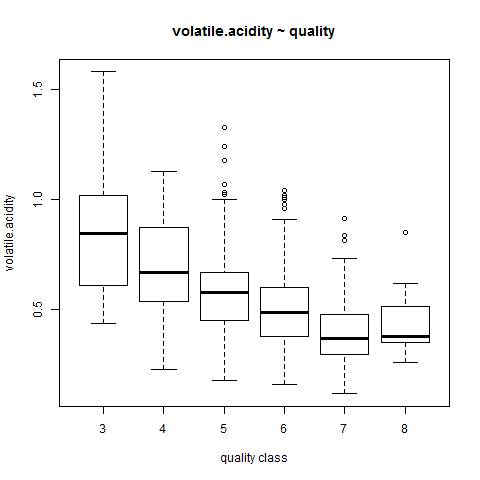 volatile.acidity ~ quality
volatile.acidity
1.5
1.0
0.5
3 4 5 6 7 8
quality class